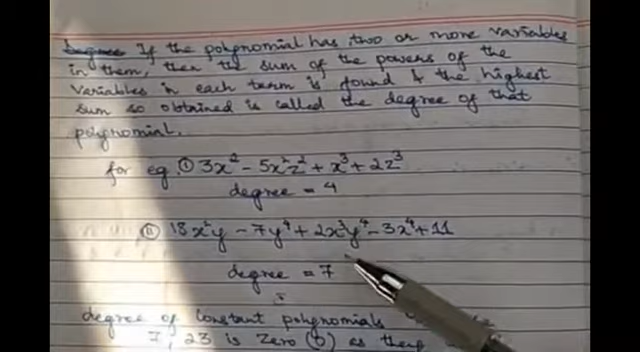 degree If the polynomial has two or more variables
in them, then the sum of the powers of the
variables in each term is found & the highest
sum so obtained is called the degree of that
polynomial.
for eg. ① 3x² - 5x²z² + x³ + 2z³
degree = 4
② 18x²y - 7y⁴ + 2x³y⁴ - 3x⁴ + 11
degree = 7
degree of constant polynomials
7, 23 is zero (0) as they